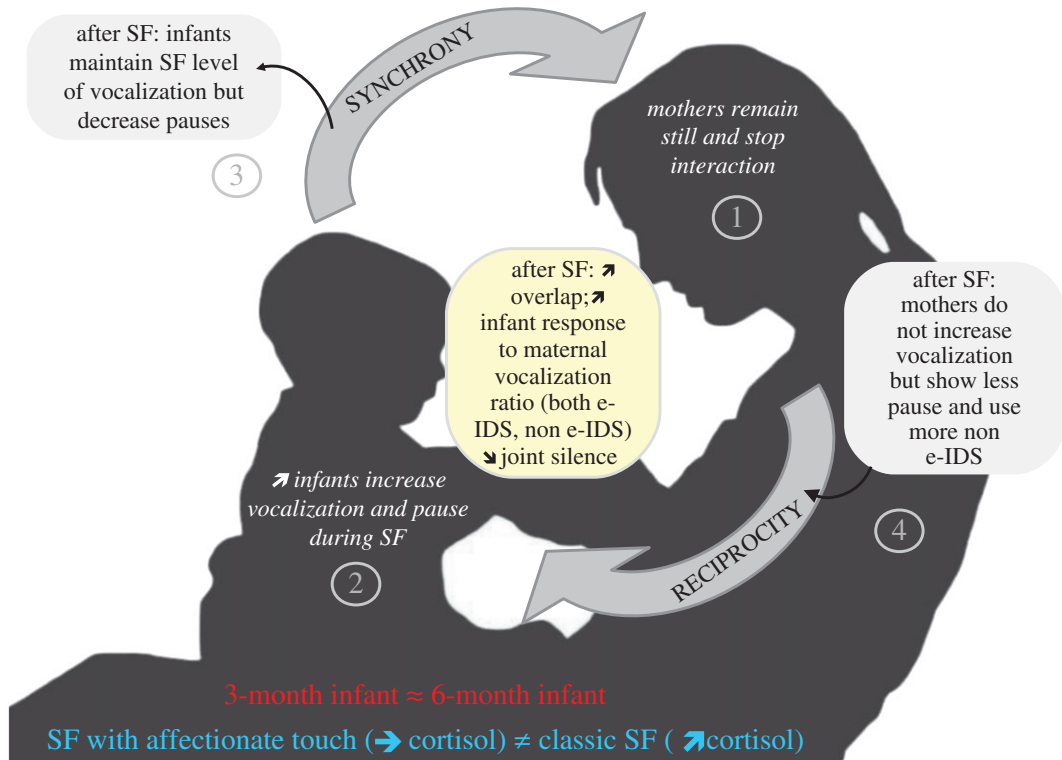 after SF: infants
maintain SF level
of vocalization but
decrease pauses
3
SYNCHRONY
mothers remain
still and stop
interaction
1
after SF: ↗
overlap; ↗
infant response
to maternal
vocalization
ratio (both e-
IDS, non e-IDS)
↘ joint silence
after SF:
mothers do
not increase
vocalization
but show less
pause and use
more non
e-IDS
4
RECIPROCITY
↗ infants increase
vocalization and pause
during SF
2
3-month infant ≈ 6-month infant
SF with affectionate touch (➔ cortisol) ≠ classic SF ( ↗cortisol)